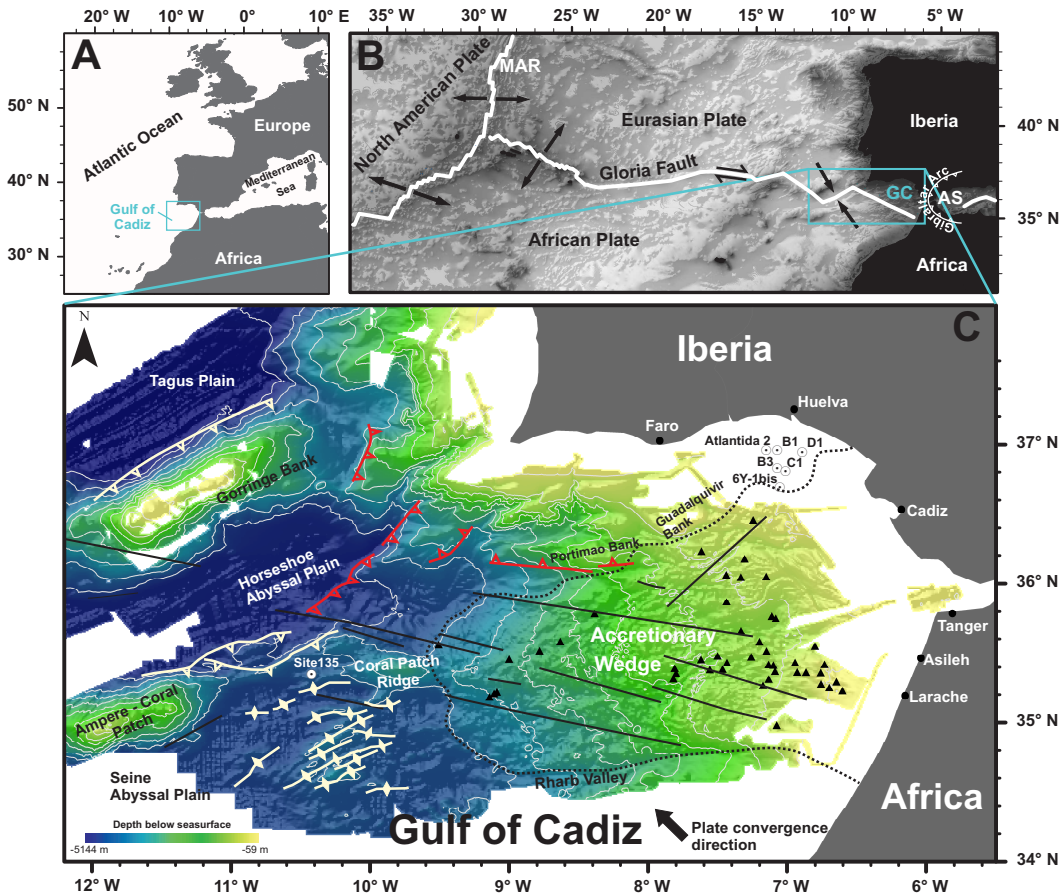 10° W
0°
10° E
35° W
30° W
25° W
20° W
15° W
10° W
5° W
A
50° N
40° N
30° N
Atlantic Ocean
Europe
Mediterranean
Sea
Gulf of
Cadiz
Africa
B
MAR
North American Plate
Eurasian Plate
Iberia
40° N
Gloria Fault
GC
AS
Gibraltar Arc
35° N
African Plate
Africa
N
C
Iberia
Tagus Plain
Huelva
Faro
Atlantida 2
B1
D1
37° N
B3
C1
6Y-1bis
Gorringe Bank
Guadalquivir
Bank
Cadiz
Portimao Bank
Horseshoe
Abyssal Plain
36° N
Tanger
Accretionary
Wedge
Site135
Coral Patch
Ridge
Asileh
Larache
Ampere - Coral
Patch
35° N
Seine
Abyssal Plain
Rharb Valley
Africa
Depth below seasurface
-5144 m
-59 m
Gulf of Cadiz
Plate convergence
direction
34° N
12° W
11° W
10° W
9° W
8° W
7° W
6° W